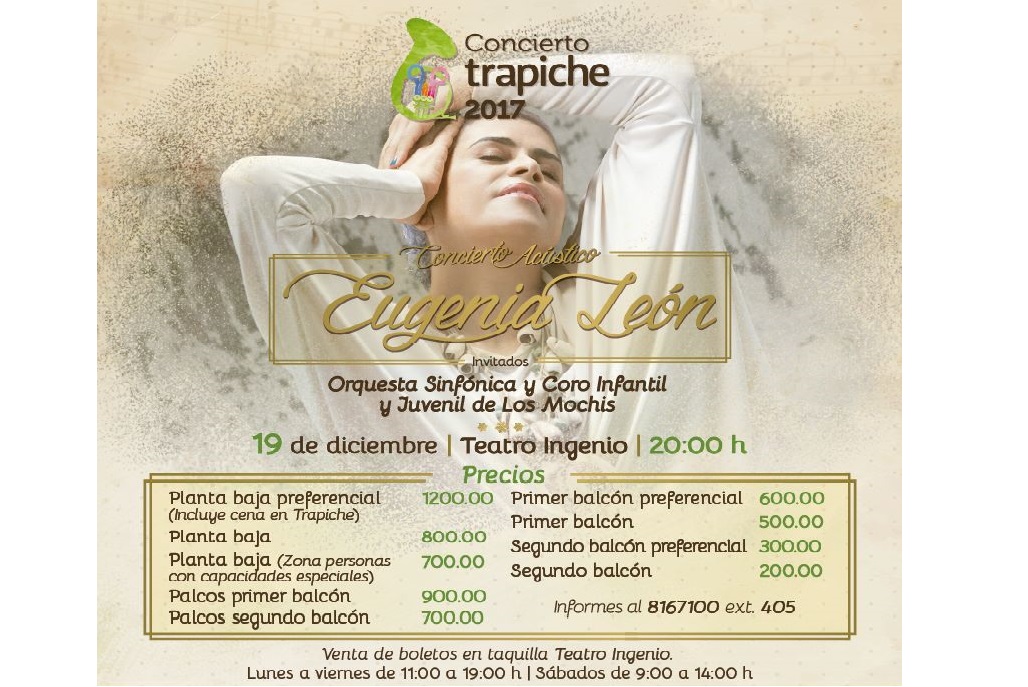 Concierto
trapiche
2017
Concierto Acústico
Eugenia León
Invitados
Orquesta Sinfónica y Coro Infantil
y Juvenil de Los Mochis
19 de diciembre | Teatro Ingenio | 20:00 h
Precios
Planta baja preferencial 1200.00
(Incluye cena en Trapiche)
Planta baja 800.00
Planta baja (Zona personas 700.00
con capacidades especiales)
Palcos primer balcón 900.00
Palcos segundo balcón 700.00
Primer balcón preferencial 600.00
Primer balcón 500.00
Segundo balcón preferencial 300.00
Segundo balcón 200.00
Informes al 8167100 ext. 405
Venta de boletos en taquilla Teatro Ingenio.
Lunes a viernes de 11:00 a 19:00 h | Sábados de 9:00 a 14:00 h